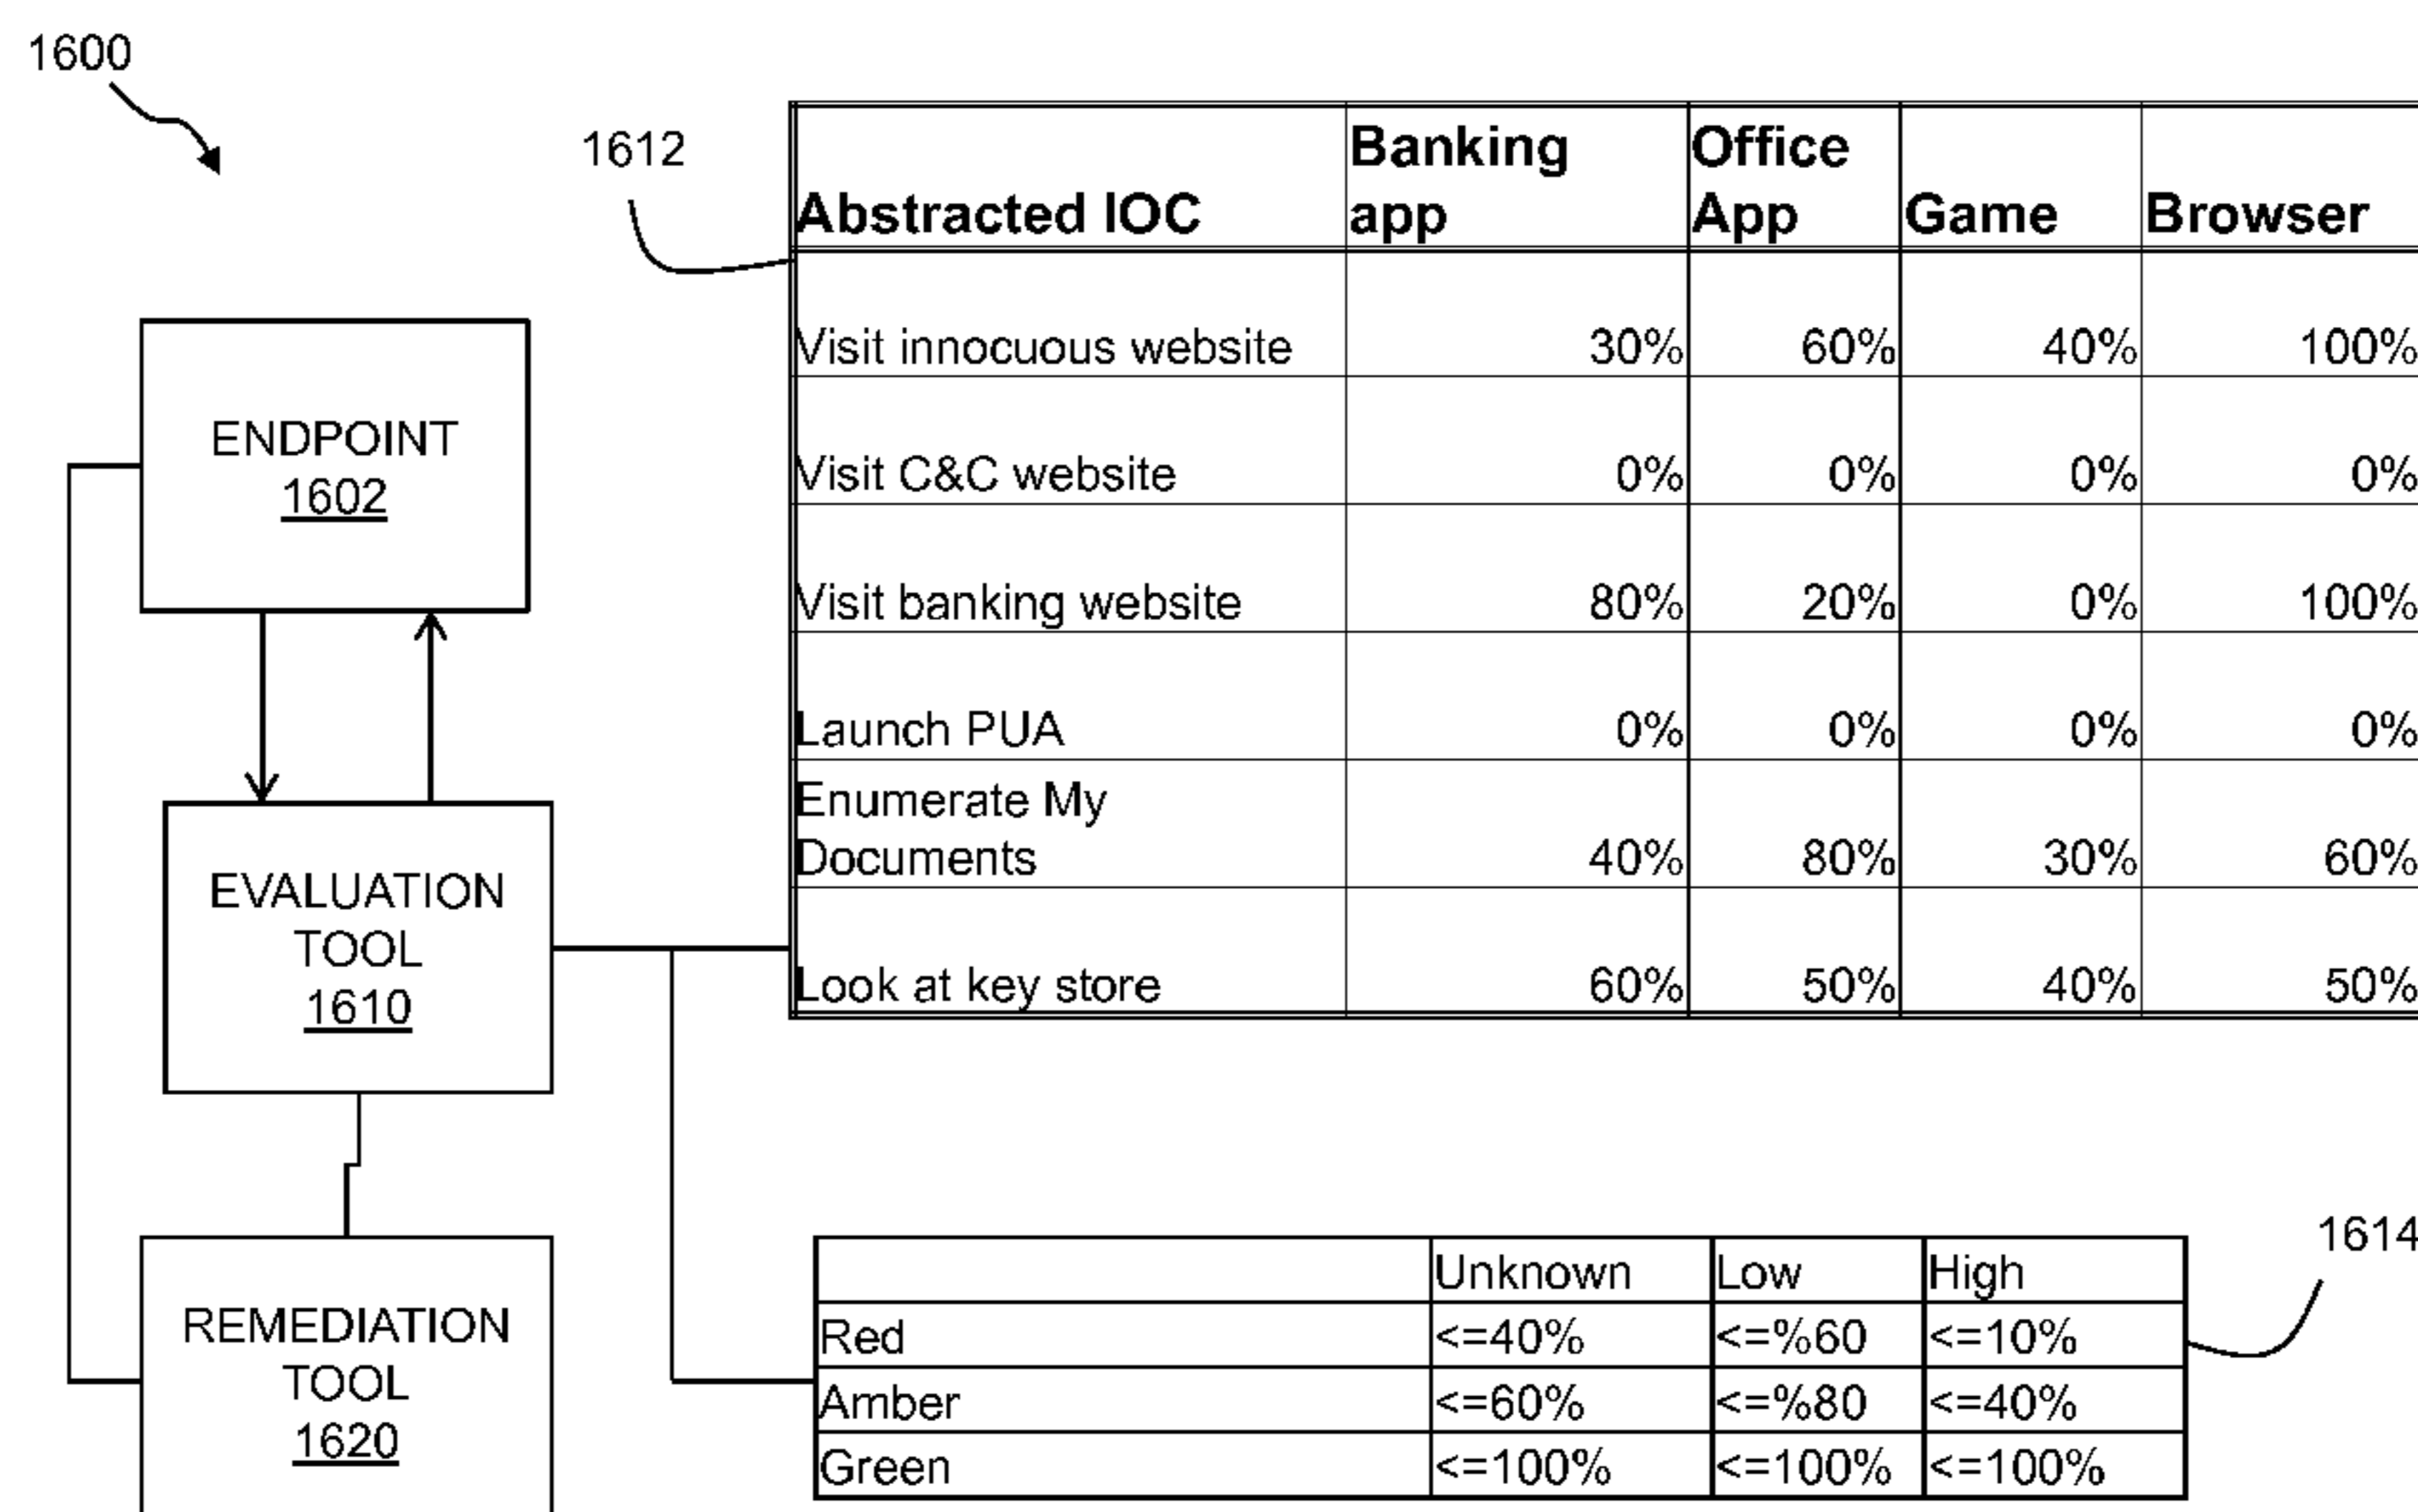 1600
1612
Abstracted IOC Banking app Office App Game Browser
Visit innocuous website 30% 60% 40% 100%
Visit C&C website 0% 0% 0% 0%
Visit banking website 80% 20% 0% 100%
Launch PUA 0% 0% 0% 0%
Enumerate My
Documents 40% 80% 30% 60%
Look at key store 60% 50% 40% 50%
ENDPOINT
1602
EVALUATION
TOOL
1610
REMEDIATION
TOOL
1620
1614
Unknown Low High
Red <=40% <=%60 <=10%
Amber <=60% <=%80 <=40%
Green <=100% <=100% <=100%